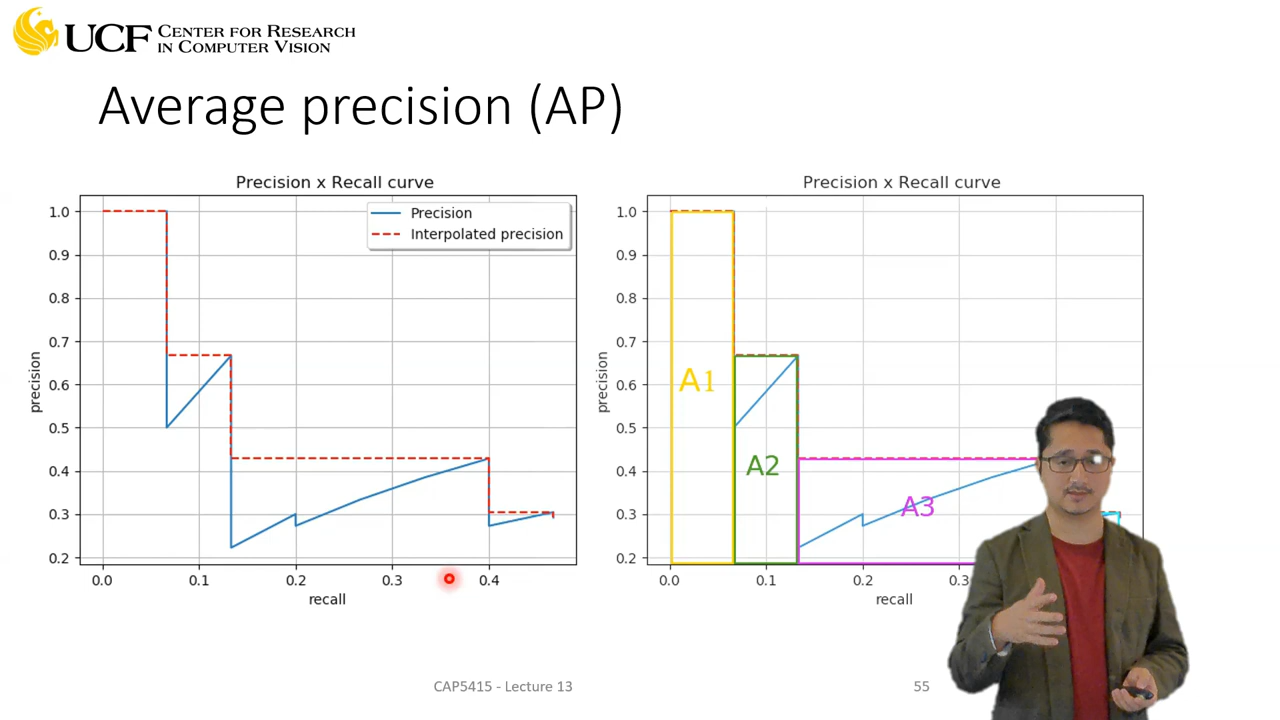 UCF CENTER FOR RESEARCH
IN COMPUTER VISION
Average precision (AP)
Precision x Recall curve
Precision
Interpolated precision
1.0
0.9
0.8
0.7
0.6
0.5
0.4
0.3
0.2
precision
0.0 0.1 0.2 0.3 0.4
recall
Precision x Recall curve
1.0
0.9
0.8
0.7
0.6
0.5
0.4
0.3
0.2
precision
A1
A2
A3
0.0 0.1 0.2 0.3
recall
CAP5415 - Lecture 13
55